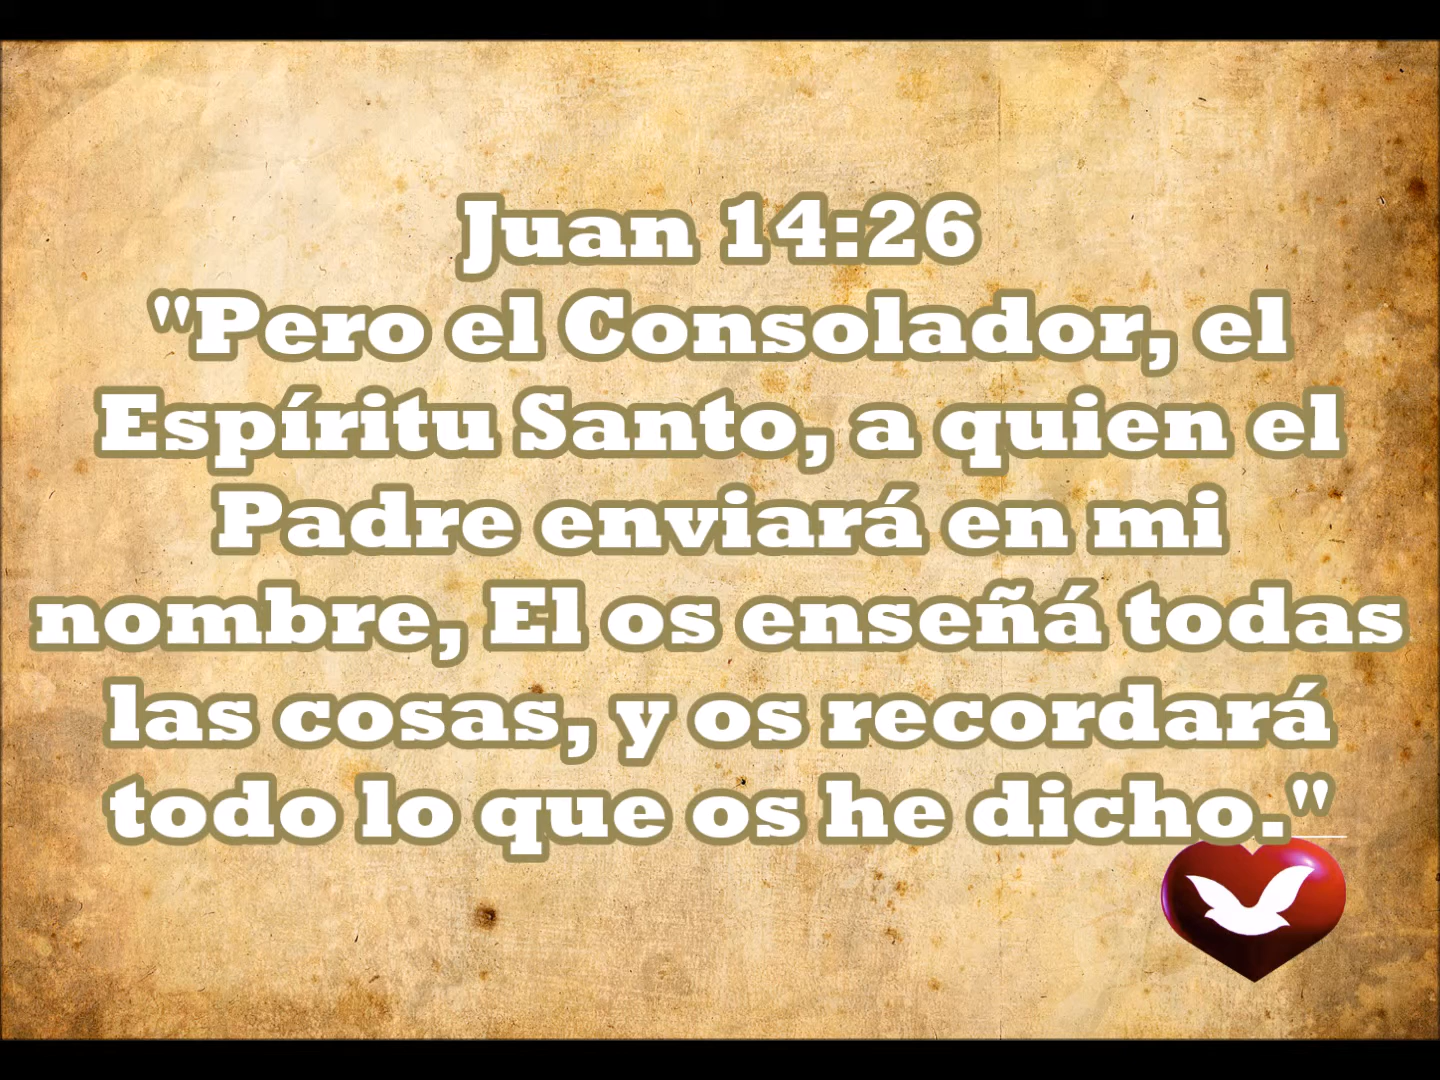 Juan 14:26
"Pero el Consolador, el
Espíritu Santo, a quien el
Padre enviará en mi
nombre, El os enseñá todas
las cosas, y os recordará
todo lo que os he dicho."